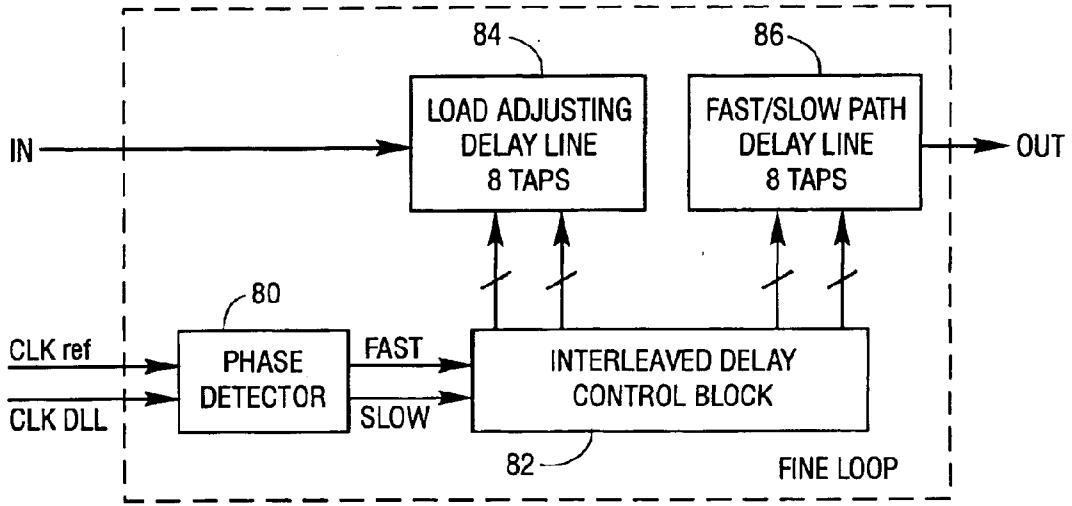 84
86
LOAD ADJUSTING
DELAY LINE
8 TAPS
FAST/SLOW PATH
DELAY LINE
8 TAPS
IN
OUT
80
CLK ref
CLK DLL
PHASE
DETECTOR
FAST
SLOW
INTERLEAVED DELAY
CONTROL BLOCK
82
FINE LOOP